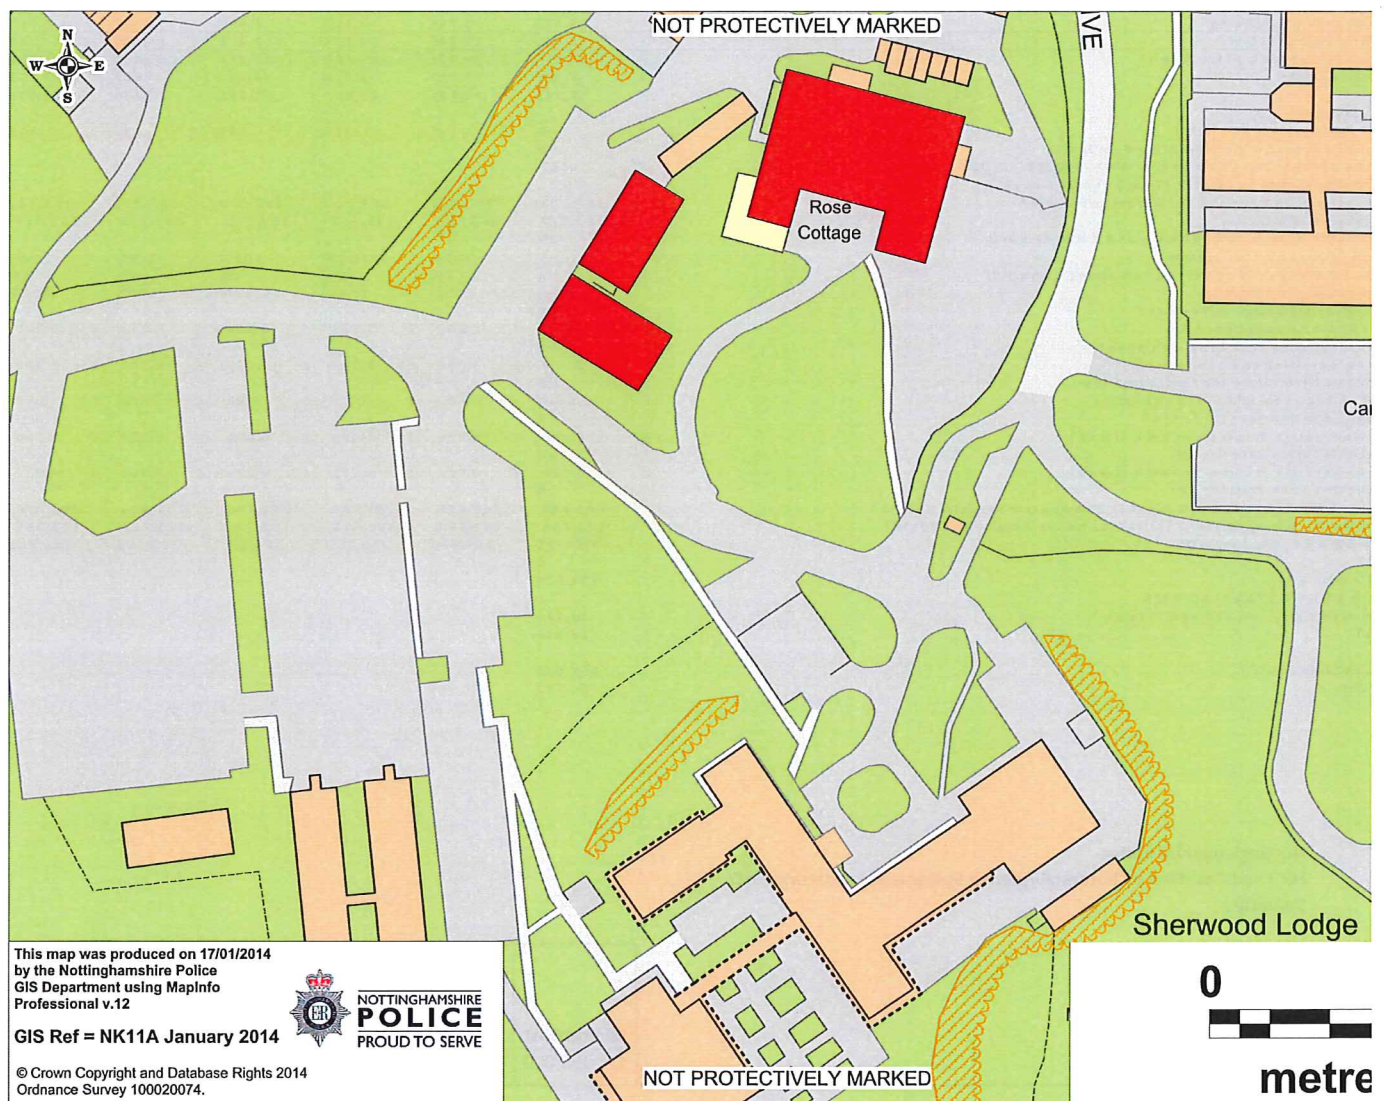 NOT PROTECTIVELY MARKED
N
W E
S
VE
Rose
Cottage
Car
Sherwood Lodge
This map was produced on 17/01/2014
by the Nottinghamshire Police
GIS Department using MapInfo
Professional v.12
GIS Ref = NK11A January 2014
© Crown Copyright and Database Rights 2014
Ordnance Survey 100020074.
E R
NOTTINGHAMSHIRE
POLICE
PROUD TO SERVE
NOT PROTECTIVELY MARKED
0
metre